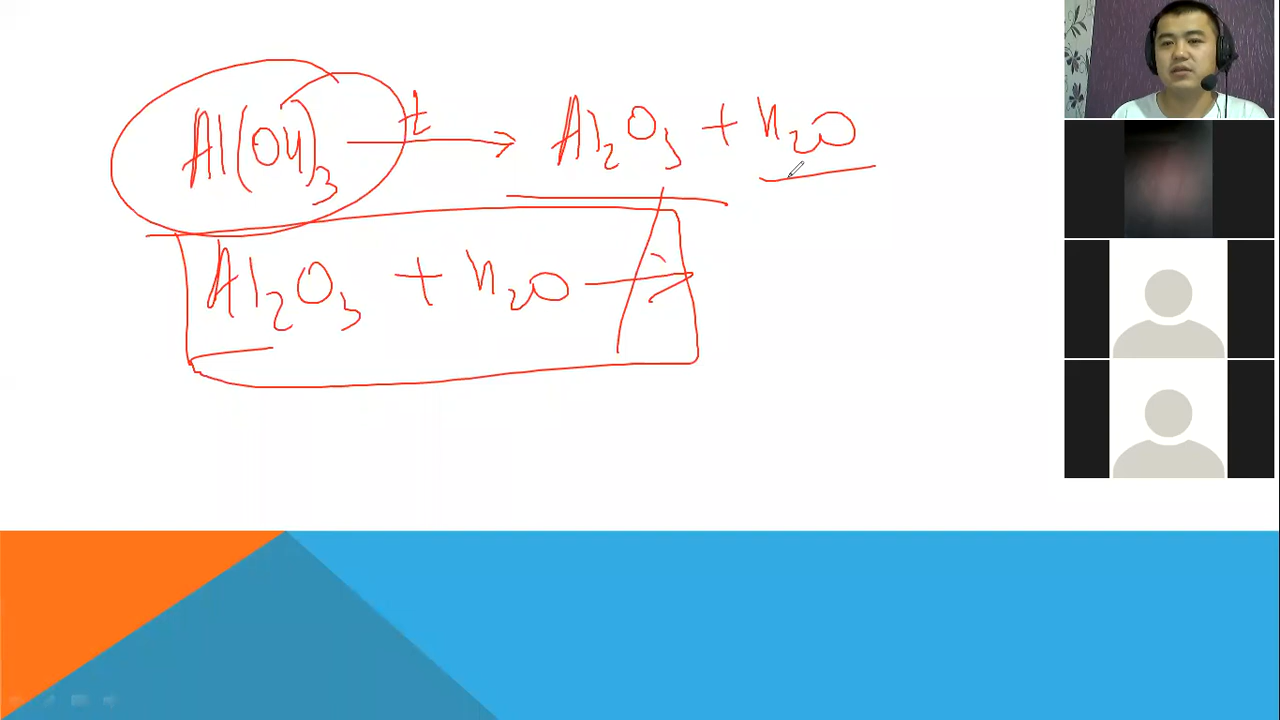 Al(OH)₃ —t→ Al₂O₃ + H₂O
Al₂O₃ + H₂O →